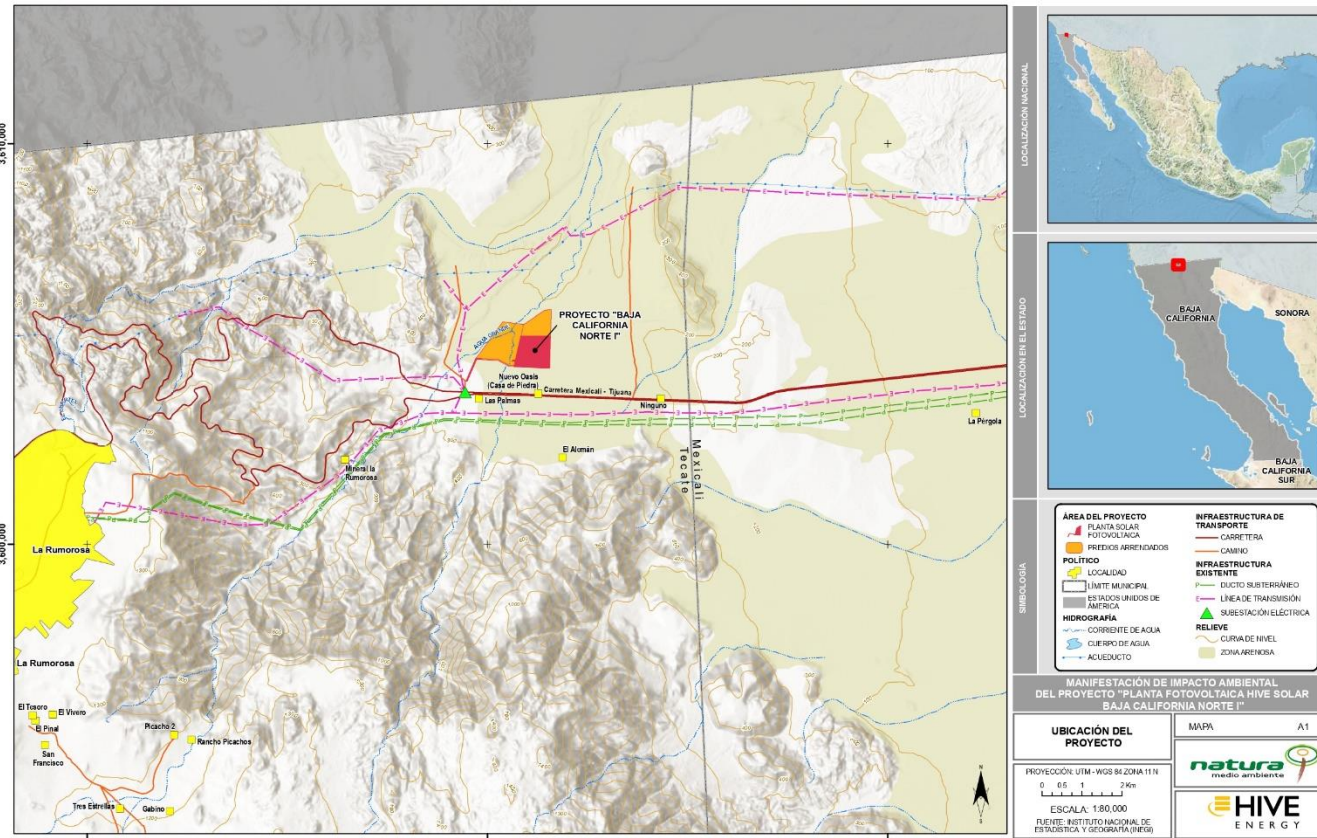 3,610,000
3,600,000
PROYECTO "BAJA
CALIFORNIA
NORTE I"
AGUA GRANDE
Nuevo Oasis
(Casa de Piedra)
Carretera Mexicali - Tijuana
Las Palmas
Ninguno
La Pérgola
El Alemán
Mineral la
Rumorosa
Mexicali
Tecate
La Rumorosa
La Rumorosa
El Tesoro
El Vivero
El Pinal
San
Francisco
Picacho 2
Rancho Picachos
Tres Estrellas
Gabino
LOCALIZACIÓN NACIONAL
LOCALIZACIÓN EN EL ESTADO
BAJA
CALIFORNIA
SONORA
BAJA
CALIFORNIA
SUR
SIMBOLOGÍA
ÁREA DEL PROYECTO
PLANTA SOLAR
FOTOVOLTAICA
PREDIOS ARRENDADOS
POLÍTICO
LOCALIDAD
LÍMITE MUNICIPAL
ESTADOS UNIDOS DE
ÁMERICA
HIDROGRAFÍA
CORRIENTE DE AGUA
CUERPO DE AGUA
ACUEDUCTO
INFRAESTRUCTURA DE
TRANSPORTE
CARRETERA
CAMINO
INFRAESTRUCTURA
EXISTENTE
DUCTO SUBTERRÁNEO
LÍNEA DE TRANSMISIÓN
SUBESTACIÓN ELÉCTRICA
RELIEVE
CURVA DE NIVEL
ZONA ARENOSA
MANIFESTACIÓN DE IMPACTO AMBIENTAL
DEL PROYECTO "PLANTA FOTOVOLTAICA HIVE SOLAR
BAJA CALIFORNIA NORTE I"
UBICACIÓN DEL
PROYECTO
MAPA A1
PROYECCIÓN: UTM - WGS 84 ZONA 11 N
0 0.5 1 2 Km
ESCALA: 1:80,000
FUENTE: INSTITUTO NACIONAL DE
ESTADÍSTICA Y GEOGRAFÍA (INEGI)
N
S
natura
medio ambiente
HIVE
ENERGY